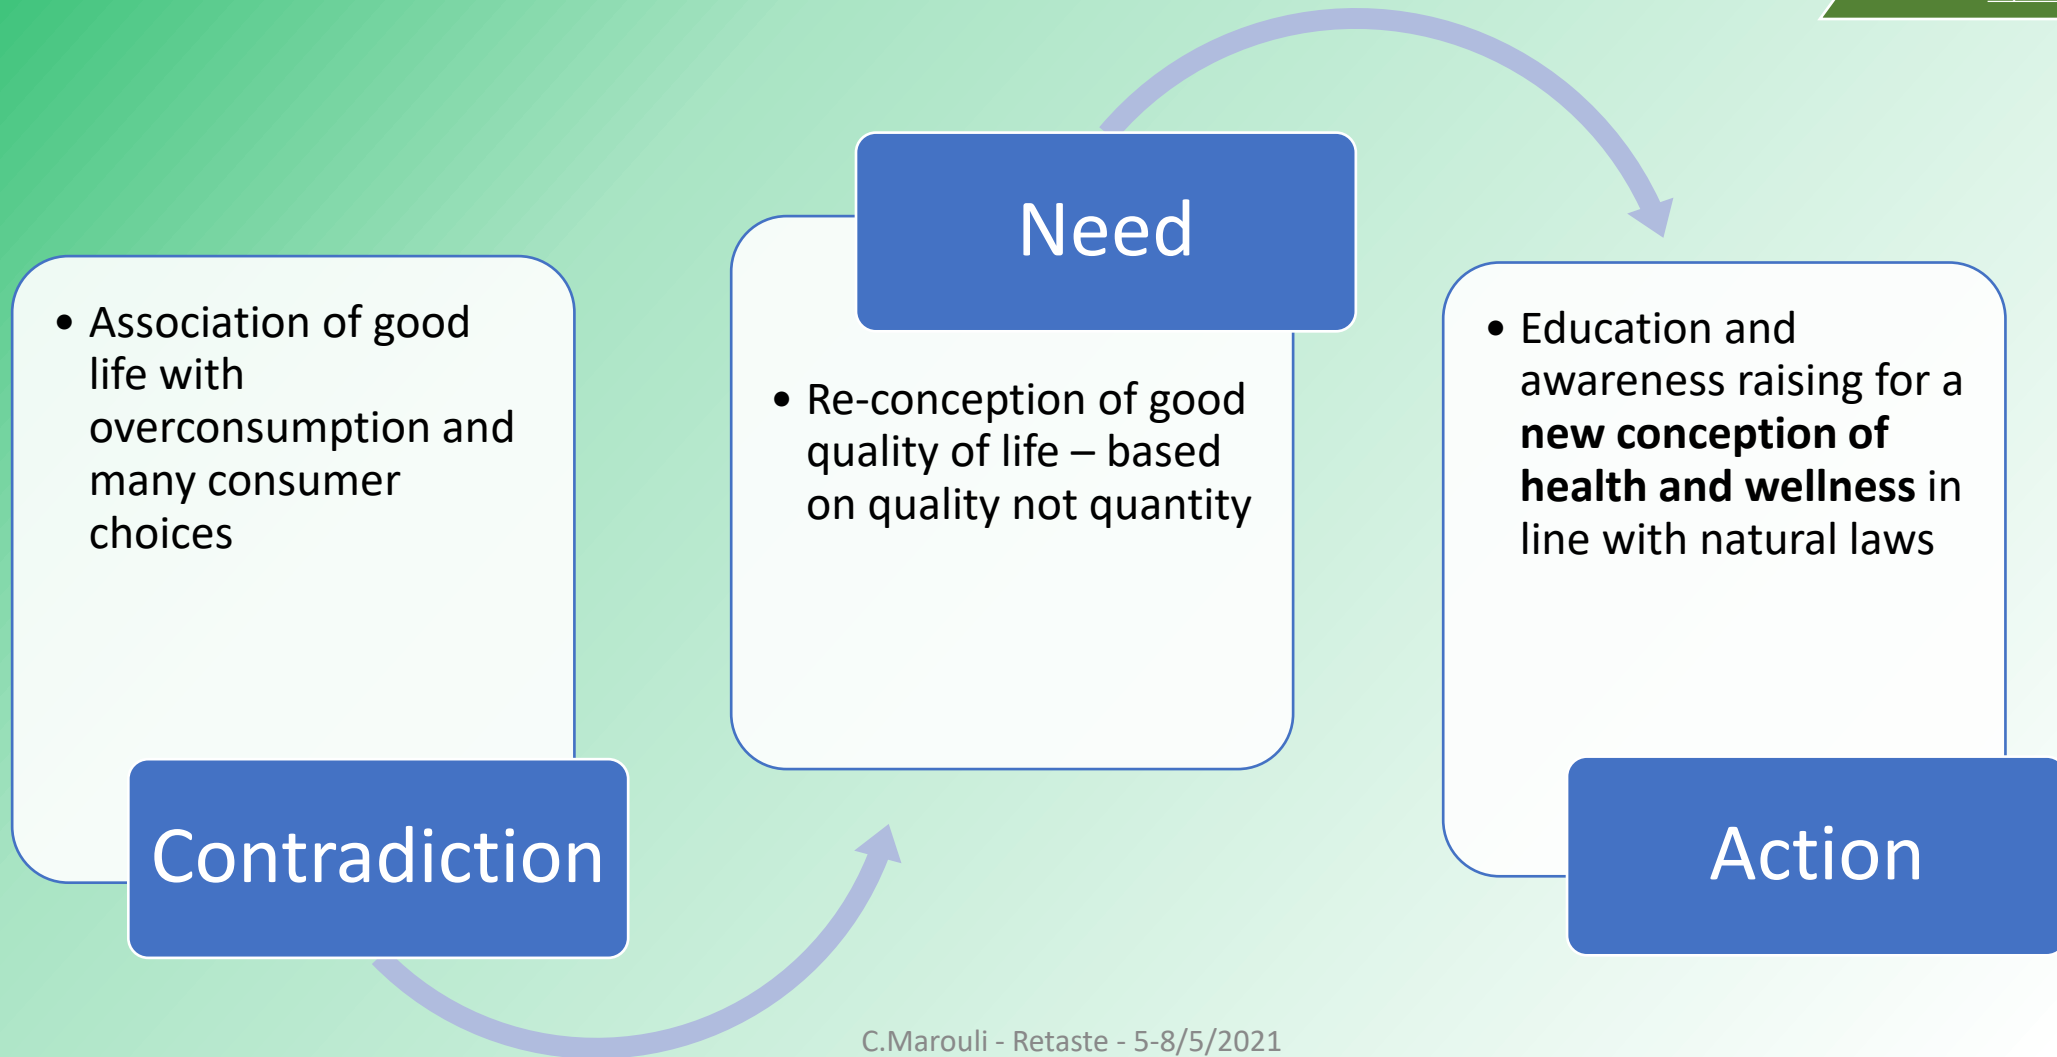 • Association of good
life with
overconsumption and
many consumer
choices
Contradiction
Need
• Re-conception of good
quality of life – based
on quality not quantity
• Education and
awareness raising for a
new conception of
health and wellness in
line with natural laws
Action
C.Marouli - Retaste - 5-8/5/2021